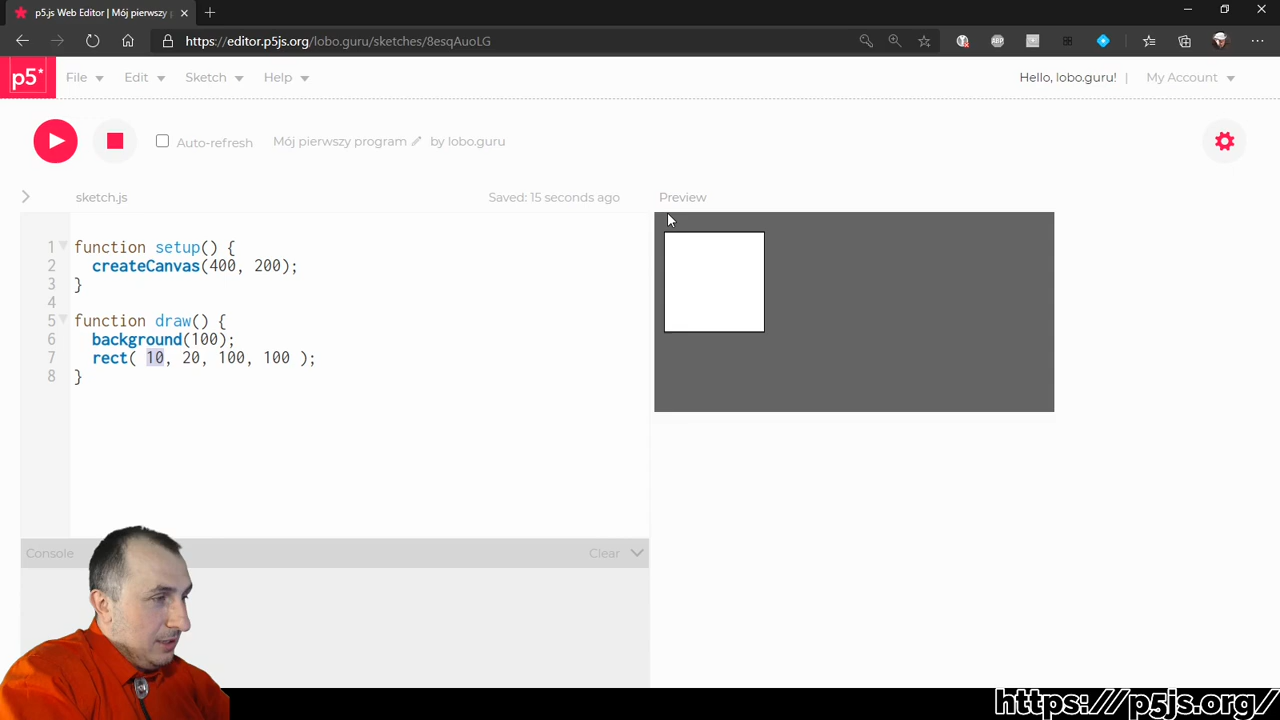 p5.js Web Editor | Mój pierwszy p
https://editor.p5js.org/lobo.guru/sketches/8esqAuoLG
ABP
p5* File Edit Sketch Help Hello, lobo.guru! | My Account
Auto-refresh Mój pierwszy program by lobo.guru
sketch.js Saved: 15 seconds ago Preview
1 function setup() {
2 createCanvas(400, 200);
3 }
4
5 function draw() {
6 background(100);
7 rect( 10, 20, 100, 100 );
8 }
Console Clear
https://p5js.org/